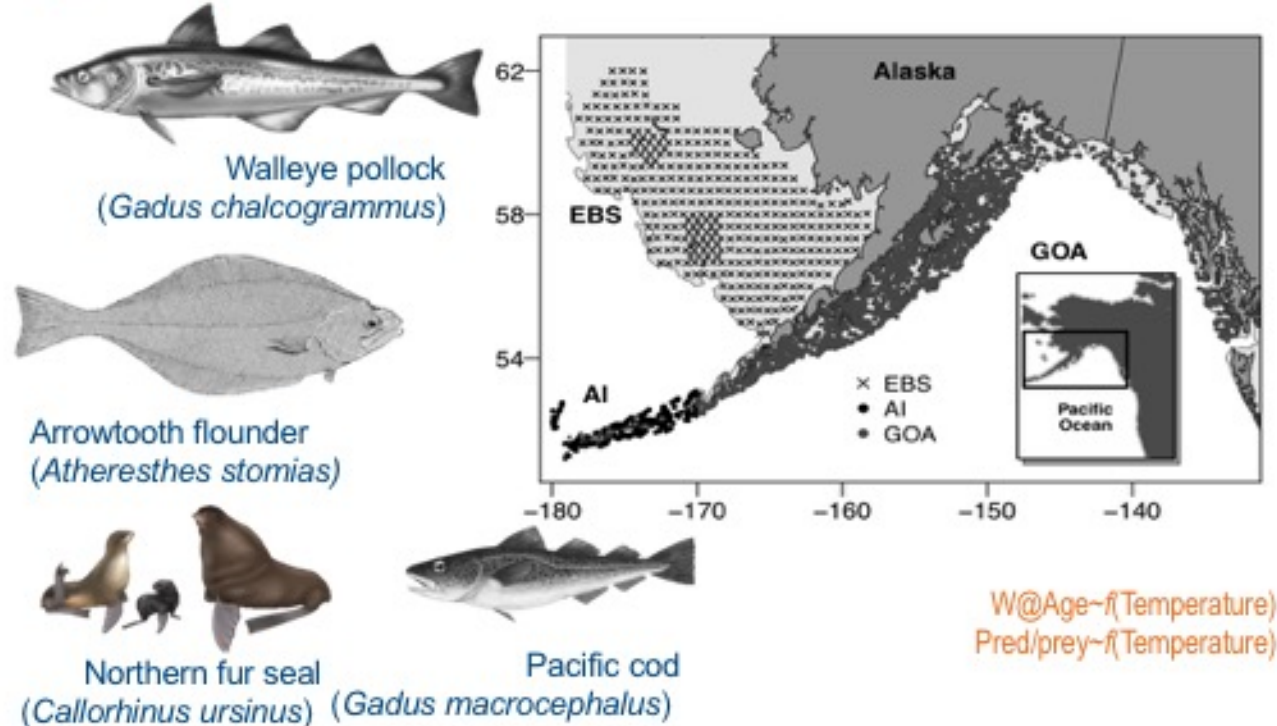 Walleye pollock
(Gadus chalcogrammus)
Arrowtooth flounder
(Atheresthes stomias)
Northern fur seal
(Callorhinus ursinus)
Pacific cod
(Gadus macrocephalus)
62
58
54
Alaska
EBS
GOA
AI
× EBS
● AI
● GOA
Pacific
Ocean
−180 −170 −160 −150 −140
W@Age~f(Temperature)
Pred/prey~f(Temperature)